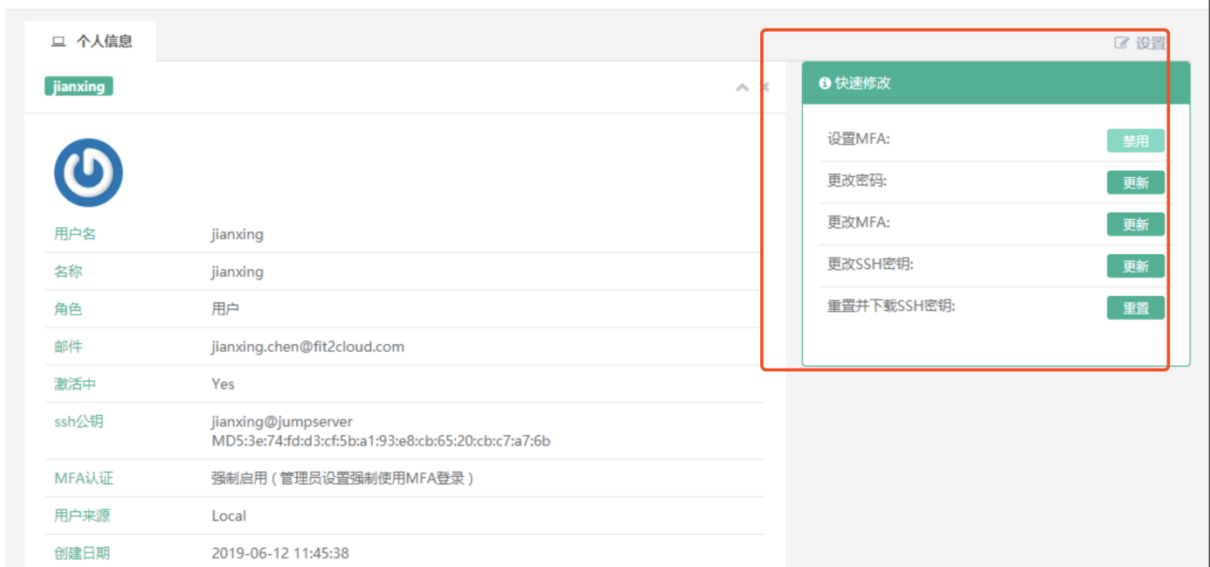 个人信息
设置
jianxing
用户名 jianxing
名称 jianxing
角色 用户
邮件 jianxing.chen@fit2cloud.com
激活中 Yes
ssh公钥 jianxing@jumpserver
MD5:3e:74:fd:d3:cf:5b:a1:93:e8:cb:65:20:cb:c7:a7:6b
MFA认证 强制启用 ( 管理员设置强制使用MFA登录 )
用户来源 Local
创建日期 2019-06-12 11:45:38
快速修改
设置MFA: 禁用
更改密码: 更新
更改MFA: 更新
更改SSH密钥: 更新
重置并下载SSH密钥: 重置